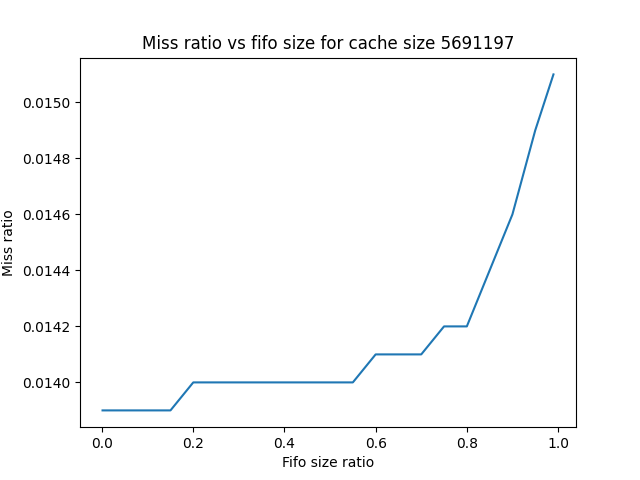 Miss ratio vs fifo size for cache size 5691197
0.0150
0.0148
0.0146
0.0144
0.0142
0.0140
Miss ratio
0.0 0.2 0.4 0.6 0.8 1.0
Fifo size ratio